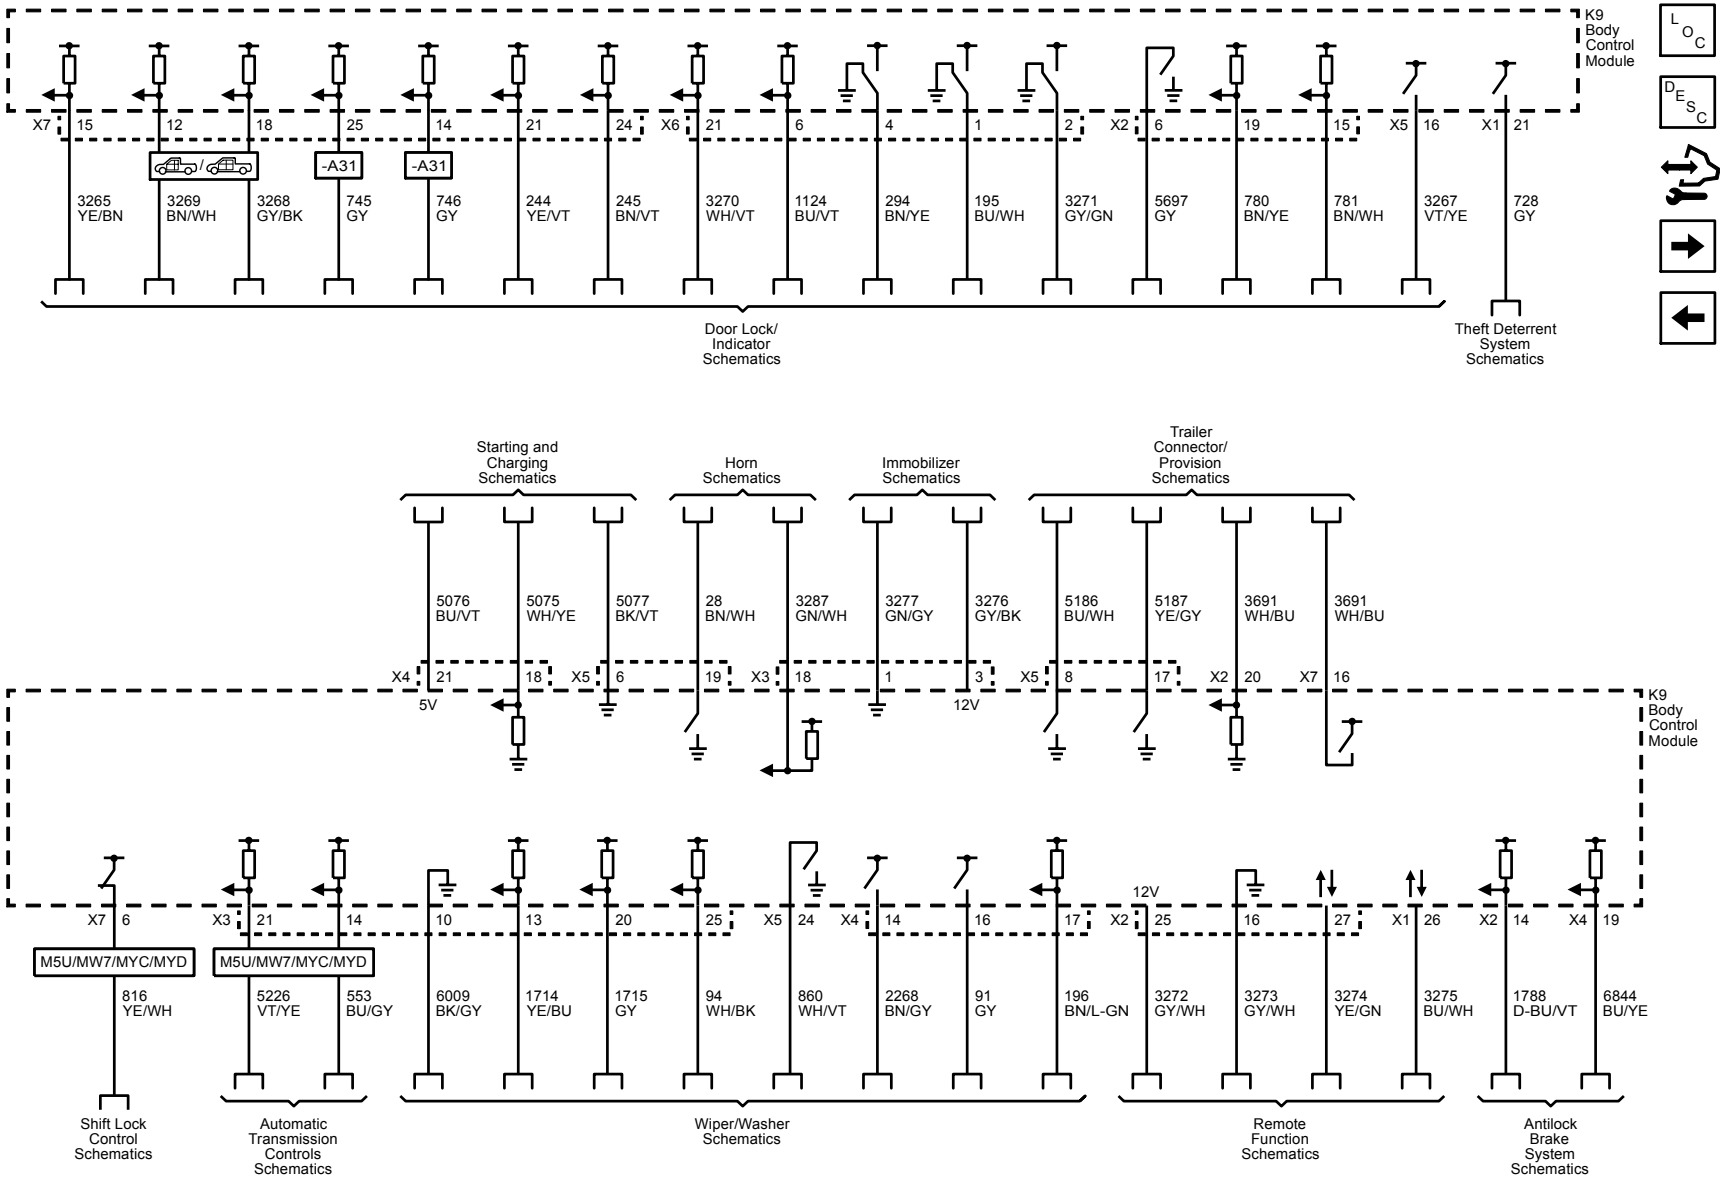 K9
Body
Control
Module
L
O
C
D
E
S
C
X7 15 12 18 25 14 21 24 X6 21 6 4 1 2 X2 6 19 15 X5 16 X1 21
/ -A31 -A31
3265 3269 3268 745 746 244 245 3270 1124 294 195 3271 5697 780 781 3267 728
YE/BN BN/WH GY/BK GY GY YE/VT BN/VT WH/VT BU/VT BN/YE BU/WH GY/GN GY BN/YE BN/WH VT/YE GY
Door Lock/
Indicator
Schematics
Theft Deterrent
System
Schematics
Starting and
Charging
Schematics
Horn
Schematics
Immobilizer
Schematics
Trailer
Connector/
Provision
Schematics
5076 5075 5077 28 3287 3277 3276 5186 5187 3691 3691
BU/VT WH/YE BK/VT BN/WH GN/WH GN/GY GY/BK BU/WH YE/GY WH/BU WH/BU
X4 21 18 X5 6 19 X3 18 1 3 X5 8 17 X2 20 X7 16
5V 12V
K9
Body
Control
Module
12V
X7 6 X3 21 14 10 13 20 25 X5 24 X4 14 16 17 X2 25 16 27 X1 26 X2 14 X4 19
M5U/MW7/MYC/MYD M5U/MW7/MYC/MYD
816 5226 553 6009 1714 1715 94 860 2268 91 196 3272 3273 3274 3275 1788 6844
YE/WH VT/YE BU/GY BK/GY YE/BU GY WH/BK WH/VT BN/GY GY BN/L-GN GY/WH GY/WH YE/GN BU/WH D-BU/VT BU/YE
Shift Lock
Control
Schematics
Automatic
Transmission
Controls
Schematics
Wiper/Washer
Schematics
Remote
Function
Schematics
Antilock
Brake
System
Schematics